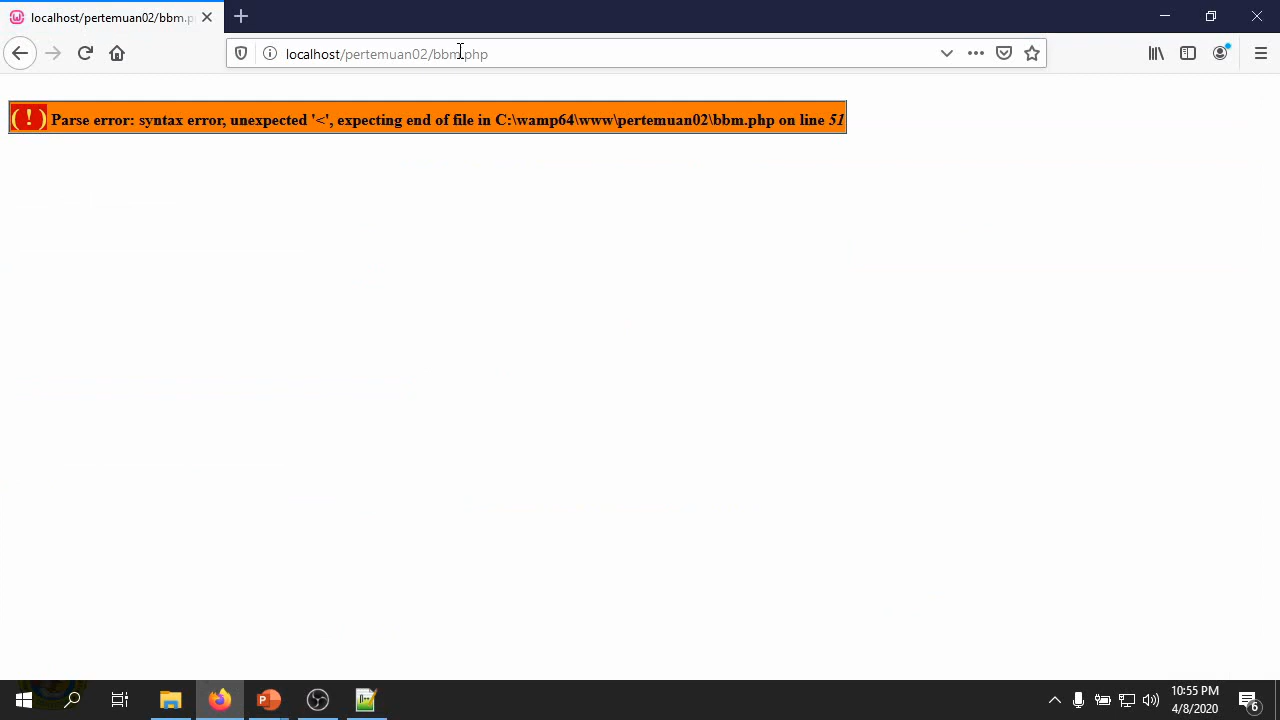 localhost/pertemuan02/bbm.p
localhost/pertemuan02/bbm.php
( ! ) Parse error: syntax error, unexpected '<', expecting end of file in C:\wamp64\www\pertemuan02\bbm.php on line 51
10:55 PM
4/8/2020
6